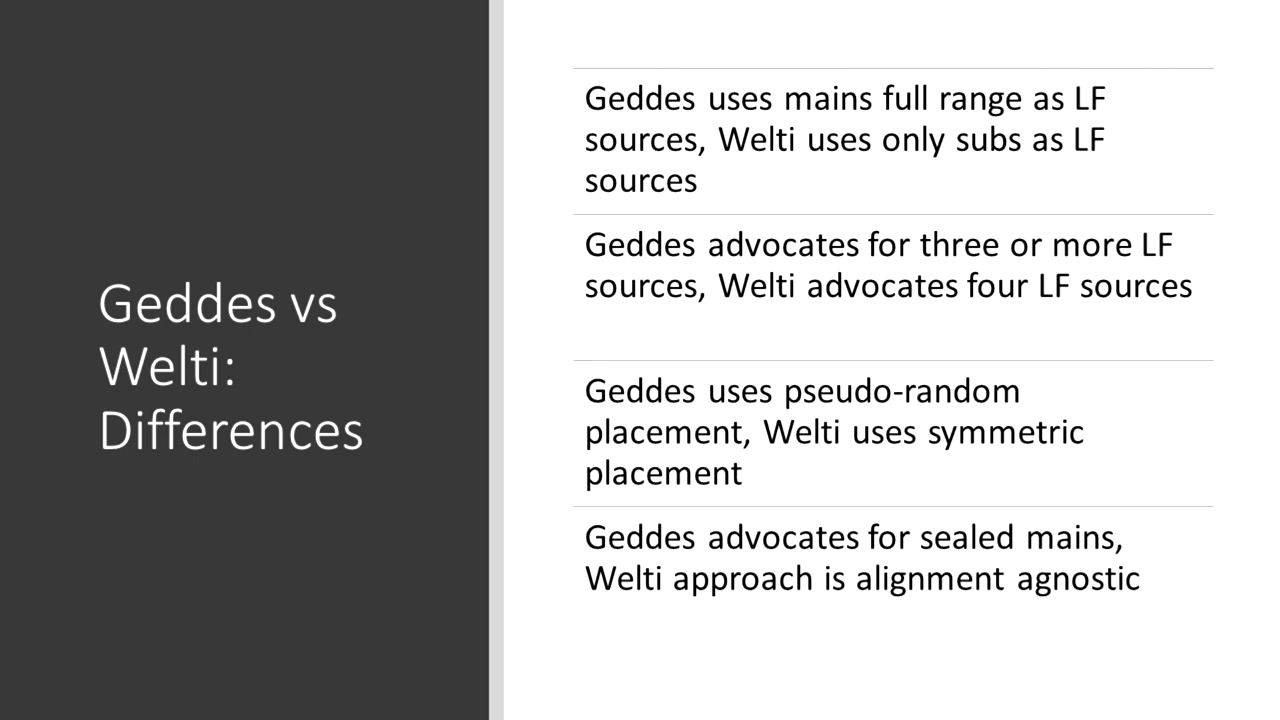 Geddes vs
Welti:
Differences
Geddes uses mains full range as LF
sources, Welti uses only subs as LF
sources
Geddes advocates for three or more LF
sources, Welti advocates four LF sources
Geddes uses pseudo-random
placement, Welti uses symmetric
placement
Geddes advocates for sealed mains,
Welti approach is alignment agnostic